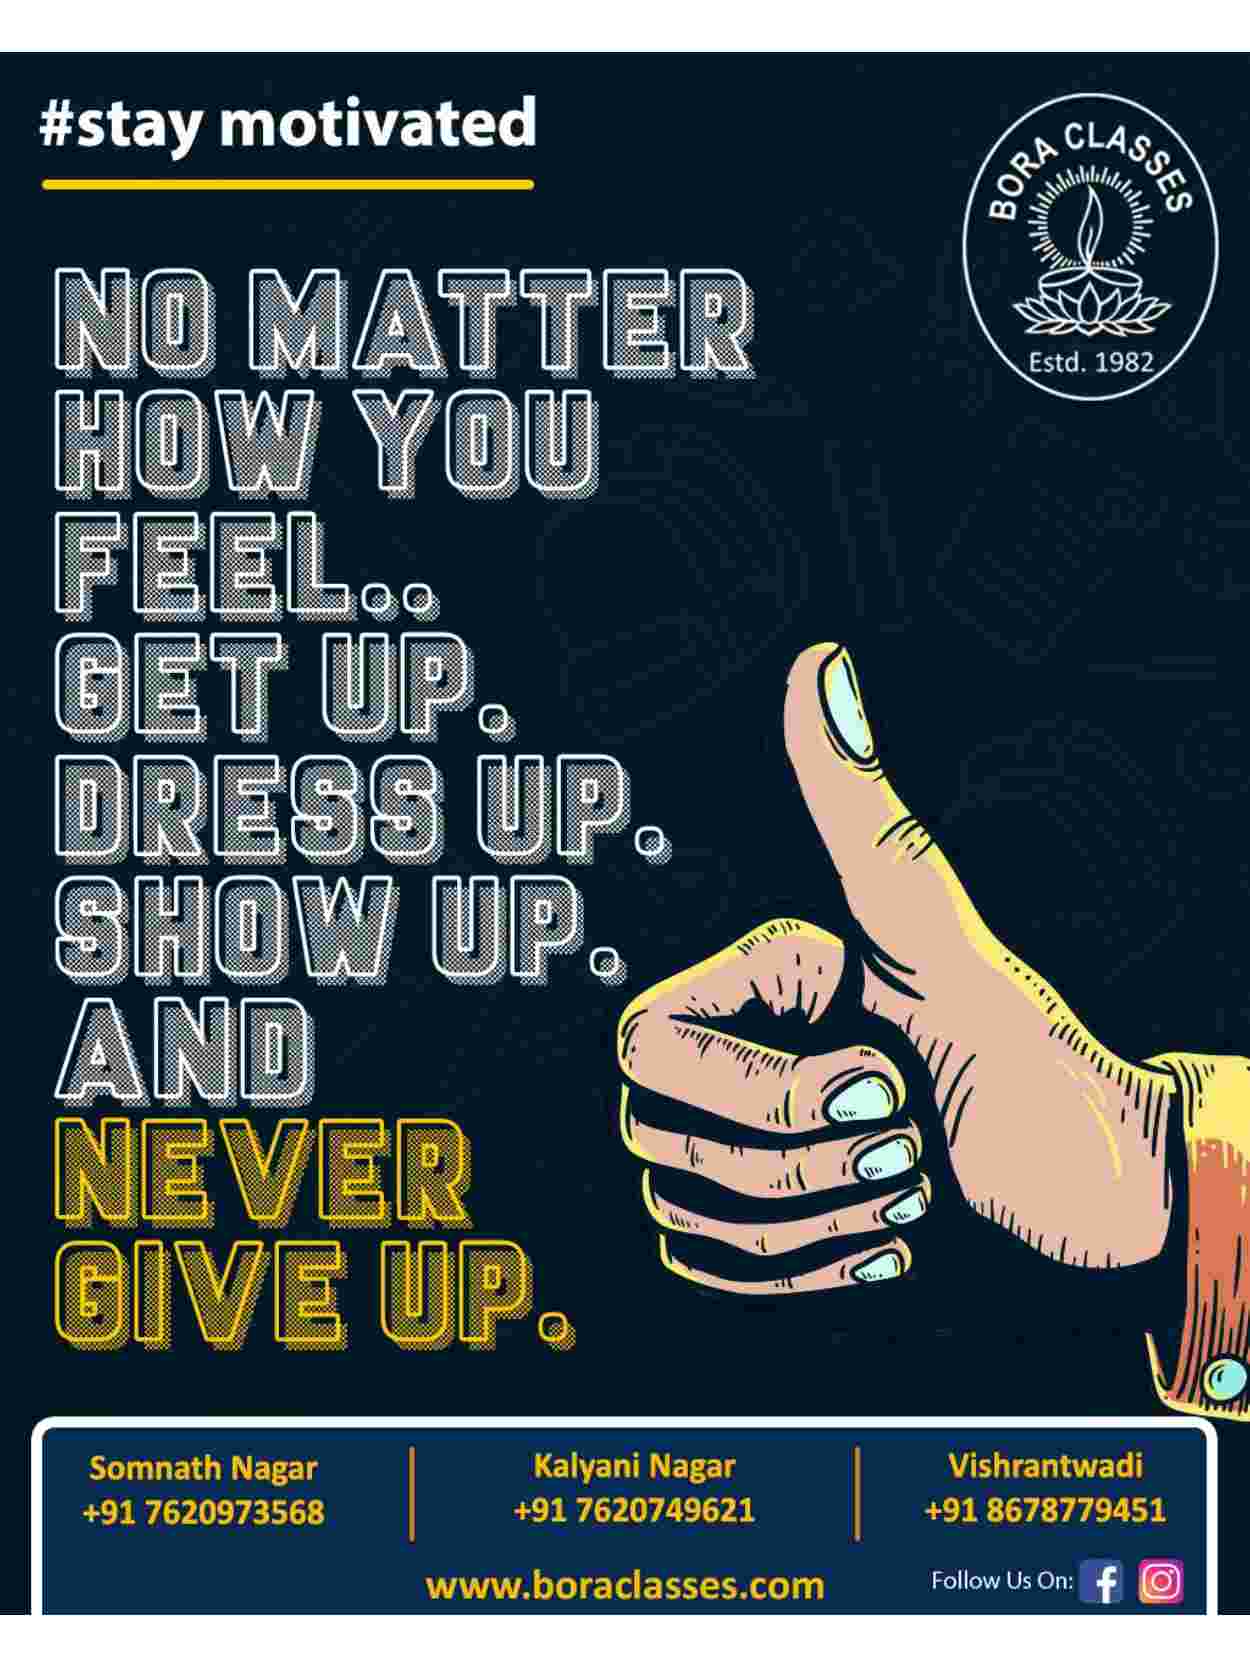 #stay motivated
BORA CLASSES
Estd. 1982
NO MATTER
HOW YOU
FEEL..
GET UP.
DRESS UP.
SHOW UP.
AND
NEVER
GIVE UP.
Somnath Nagar
+91 7620973568
Kalyani Nagar
+91 7620749621
Vishrantwadi
+91 8678779451
www.boraclasses.com
Follow Us On: